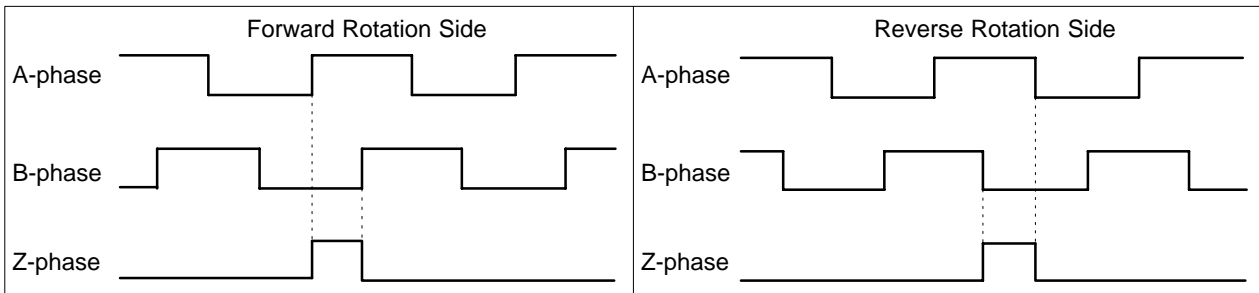 Forward Rotation Side
A-phase
B-phase
Z-phase
Reverse Rotation Side
A-phase
B-phase
Z-phase